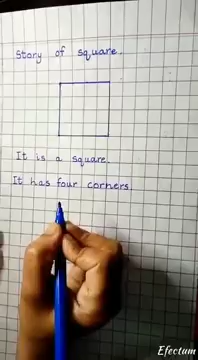 Story of square.
It is a square.
It has four corners
Efectum